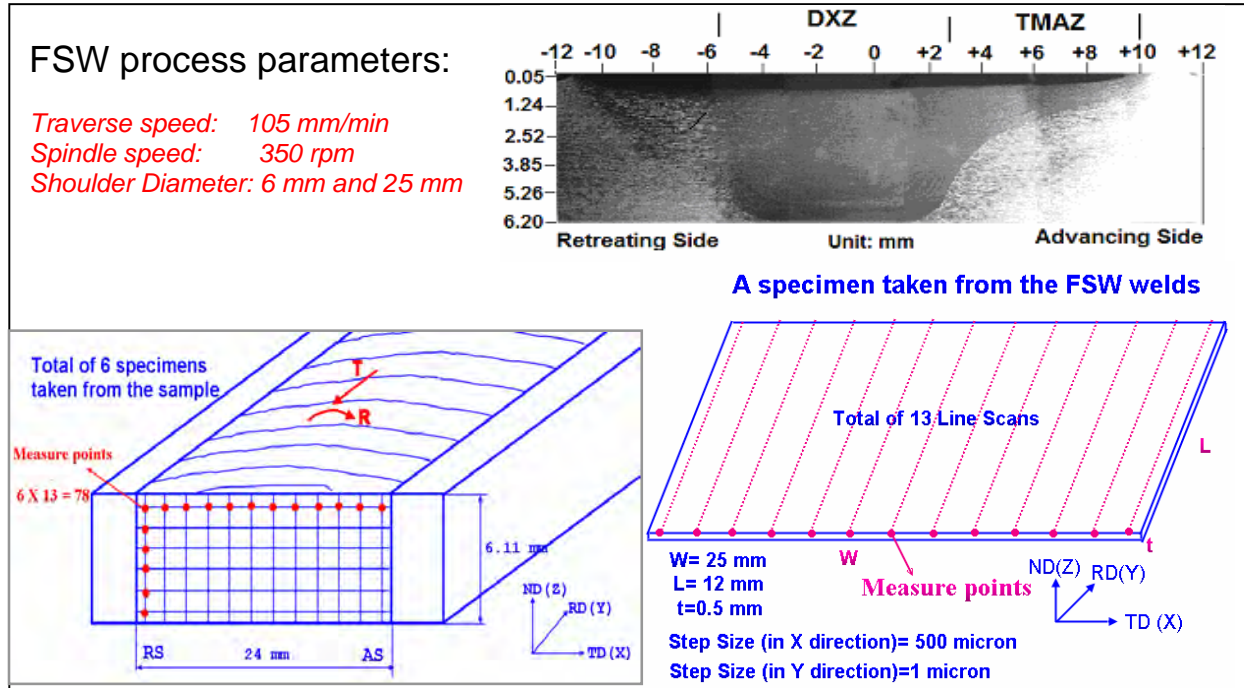 FSW process parameters:
Traverse speed: 105 mm/min
Spindle speed: 350 rpm
Shoulder Diameter: 6 mm and 25 mm
DXZ TMAZ
-12 -10 -8 -6 -4 -2 0 +2 +4 +6 +8 +10 +12
0.05
1.24
2.52
3.85
5.26
6.20
Retreating Side Unit: mm Advancing Side
A specimen taken from the FSW welds
Total of 6 specimens
taken from the sample
T
R
Measure points
6 X 13 = 78
6.11 mm
ND(Z)
RD(Y)
TD(X)
RS 24 mm AS
Total of 13 Line Scans
L
W
t
W= 25 mm
L= 12 mm
t=0.5 mm
Measure points
ND(Z)
RD(Y)
TD (X)
Step Size (in X direction)= 500 micron
Step Size (in Y direction)=1 micron